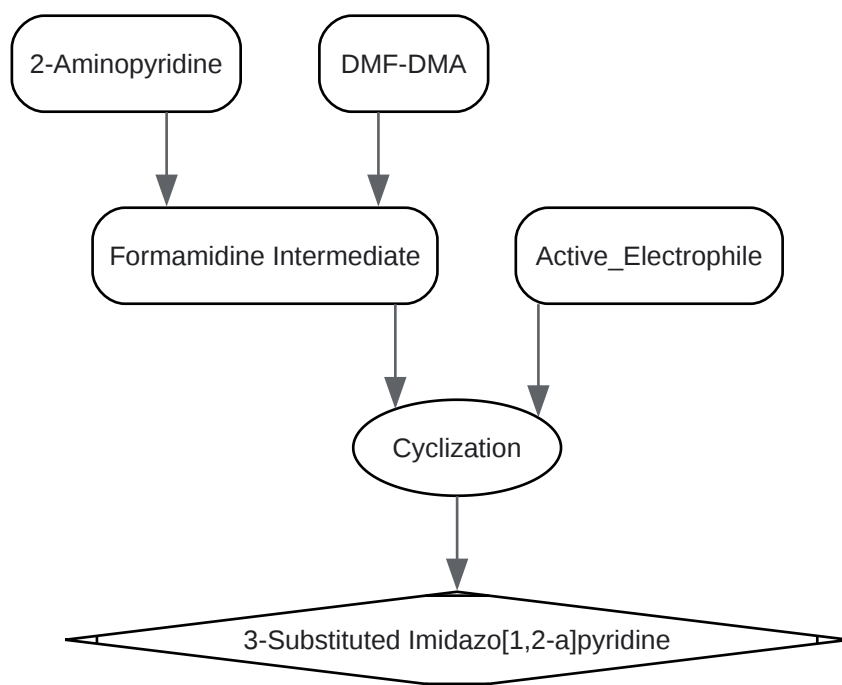 2-Aminopyridine
DMF-DMA
Formamidine Intermediate
Active_Electrophile
Cyclization
3-Substituted Imidazo[1,2-a]pyridine